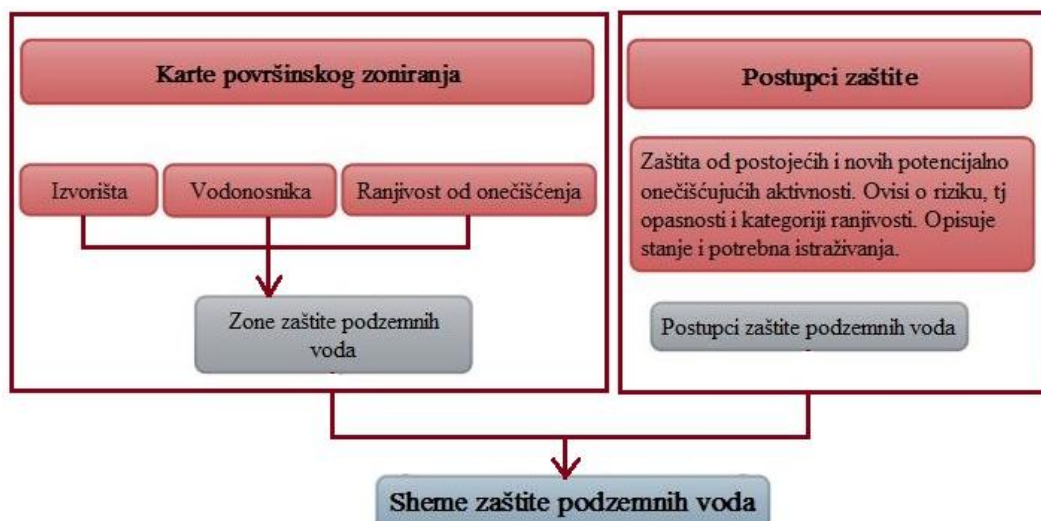 Karte površinskog zoniranja
Izvorišta
Vodonosnika
Ranjivost od onečišćenja
Zone zaštite podzemnih
voda
Postupci zaštite
Zaštita od postojećih i novih potencijalno
onečišćujućih aktivnosti. Ovisi o riziku, tj
opasnosti i kategoriji ranjivosti. Opisuje
stanje i potrebna istraživanja.
Postupci zaštite podzemnih voda
Sheme zaštite podzemnih voda